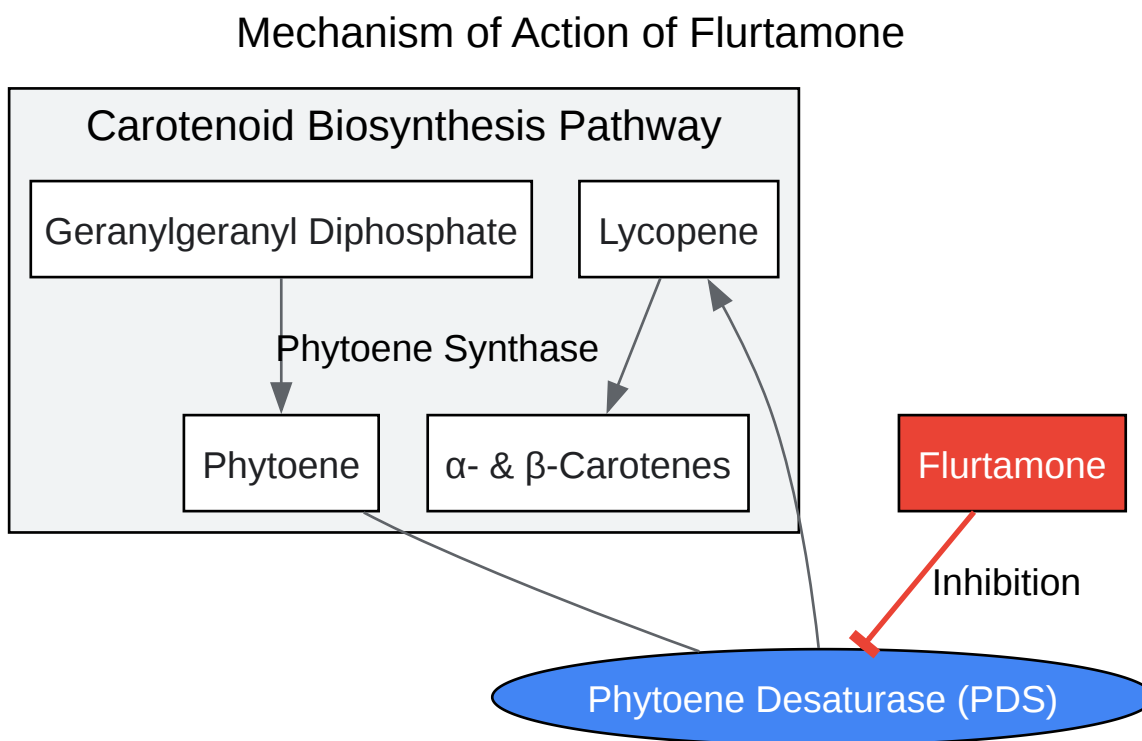 Mechanism of Action of Flurtamone
Carotenoid Biosynthesis Pathway
Geranylgeranyl Diphosphate
Lycopene
Phytoene Synthase
Phytoene
α- & β-Carotenes
Flurtamone
Inhibition
Phytoene Desaturase (PDS)